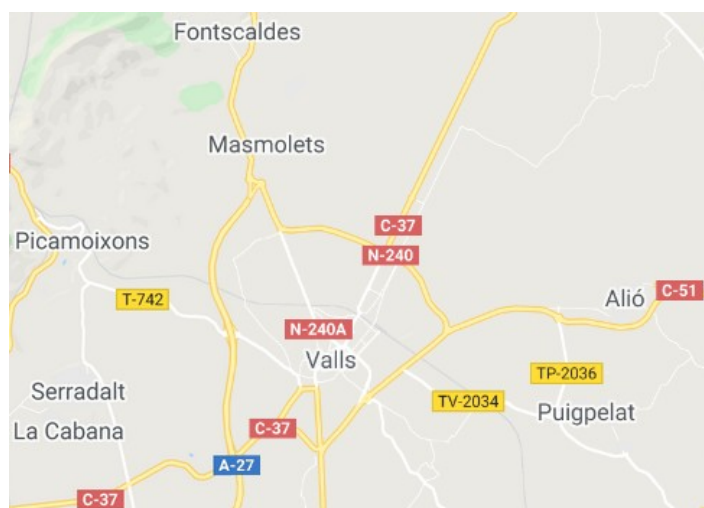 Fontscaldes
Masmolets
C-37
Picamoixons
N-240
T-742
Alió
C-51
N-240A
Valls
TP-2036
Serradalt
TV-2034
Puigpelat
La Cabana
C-37
A-27
C-37